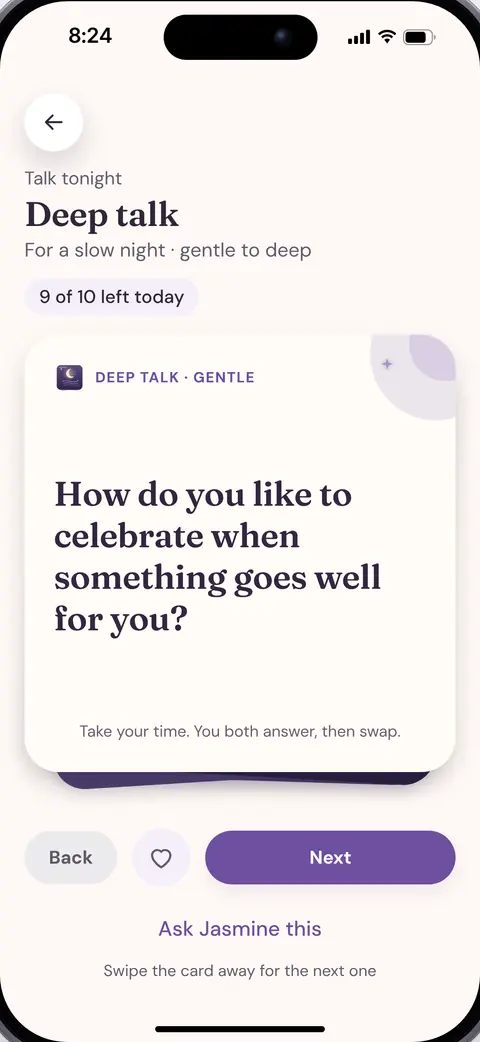 8:24
Talk tonight
Deep talk
For a slow night · gentle to deep
9 of 10 left today
DEEP TALK · GENTLE
How do you like to
celebrate when
something goes well
for you?
Take your time. You both answer, then swap.
Back
Next
Ask Jasmine this
Swipe the card away for the next one